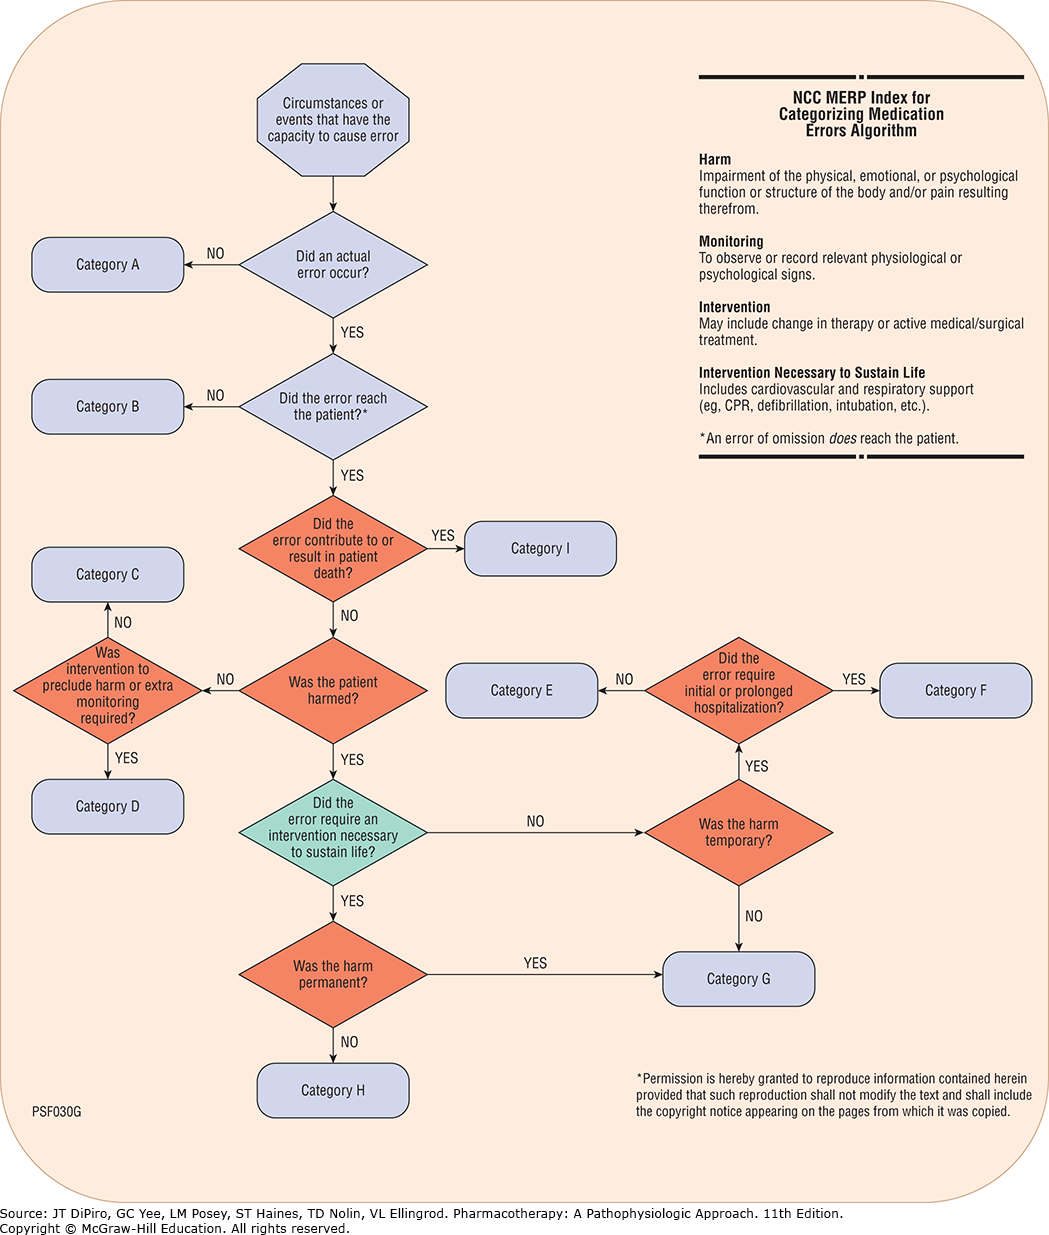 Circumstances or
events that have the
capacity to cause error
NCC MERP Index for
Categorizing Medication
Errors Algorithm
Harm
Impairment of the physical, emotional, or psychological
function or structure of the body and/or pain resulting
therefrom.
Monitoring
To observe or record relevant physiological or
psychological signs.
Intervention
May include change in therapy or active medical/surgical
treatment.
Intervention Necessary to Sustain Life
Includes cardiovascular and respiratory support
(eg, CPR, defibrillation, intubation, etc.).
*An error of omission does reach the patient.
Did an actual
error occur?
NO
Category A
YES
Did the error reach
the patient?*
NO
Category B
YES
Did the
error contribute to or
result in patient
death?
YES
Category I
NO
Was the patient
harmed?
NO
Was
intervention to
preclude harm or extra
monitoring
required?
NO
Category C
YES
Category D
YES
Did the
error require an
intervention necessary
to sustain life?
NO
Was the harm
temporary?
YES
Did the
error require
initial or prolonged
hospitalization?
NO
Category E
YES
Category F
NO
Category G
YES
Was the harm
permanent?
YES
NO
Category H
PSF030G
*Permission is hereby granted to reproduce information contained herein
provided that such reproduction shall not modify the text and shall include
the copyright notice appearing on the pages from which it was copied.
Source: JT DiPiro, GC Yee, LM Posey, ST Haines, TD Nolin, VL Ellingrod. Pharmacotherapy: A Pathophysiologic Approach. 11th Edition.
Copyright © McGraw-Hill Education. All rights reserved.